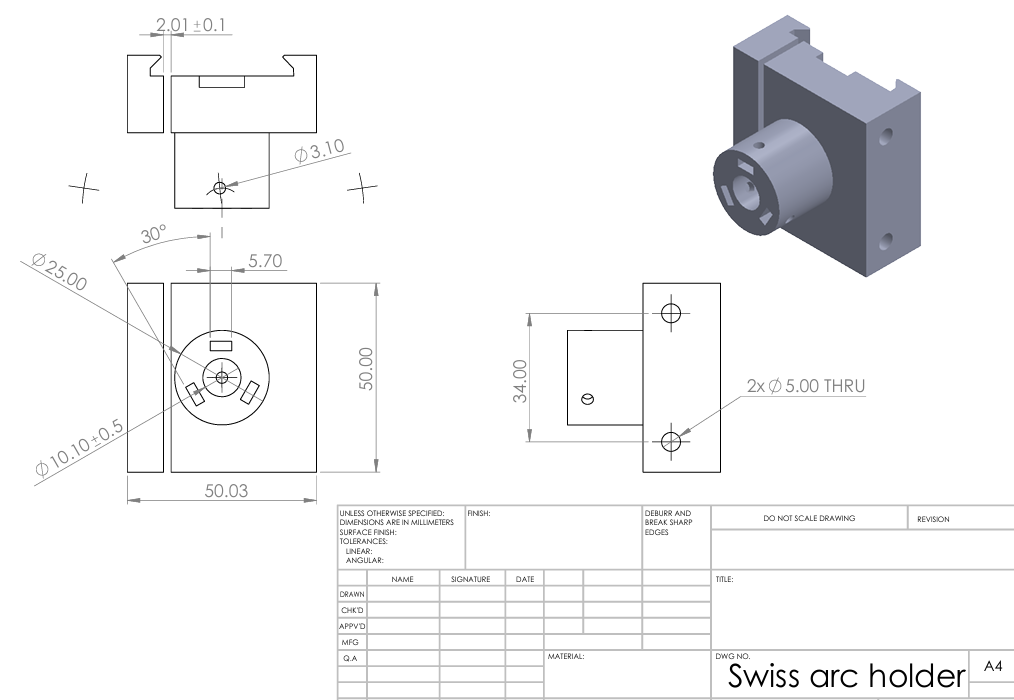 2.01 ±0.1
∅3.10
30°
∅25.00
5.70
50.00
∅10.10±0.5
50.03
34.00
2x ∅ 5.00 THRU
UNLESS OTHERWISE SPECIFIED:
DIMENSIONS ARE IN MILLIMETERS
SURFACE FINISH:
TOLERANCES:
LINEAR:
ANGULAR:
FINISH:
DEBURR AND
BREAK SHARP
EDGES
DO NOT SCALE DRAWING
REVISION
NAME
SIGNATURE
DATE
TITLE:
DRAWN
CHK'D
APPV'D
MFG
Q.A
MATERIAL:
DWG NO.
Swiss arc holder
A4